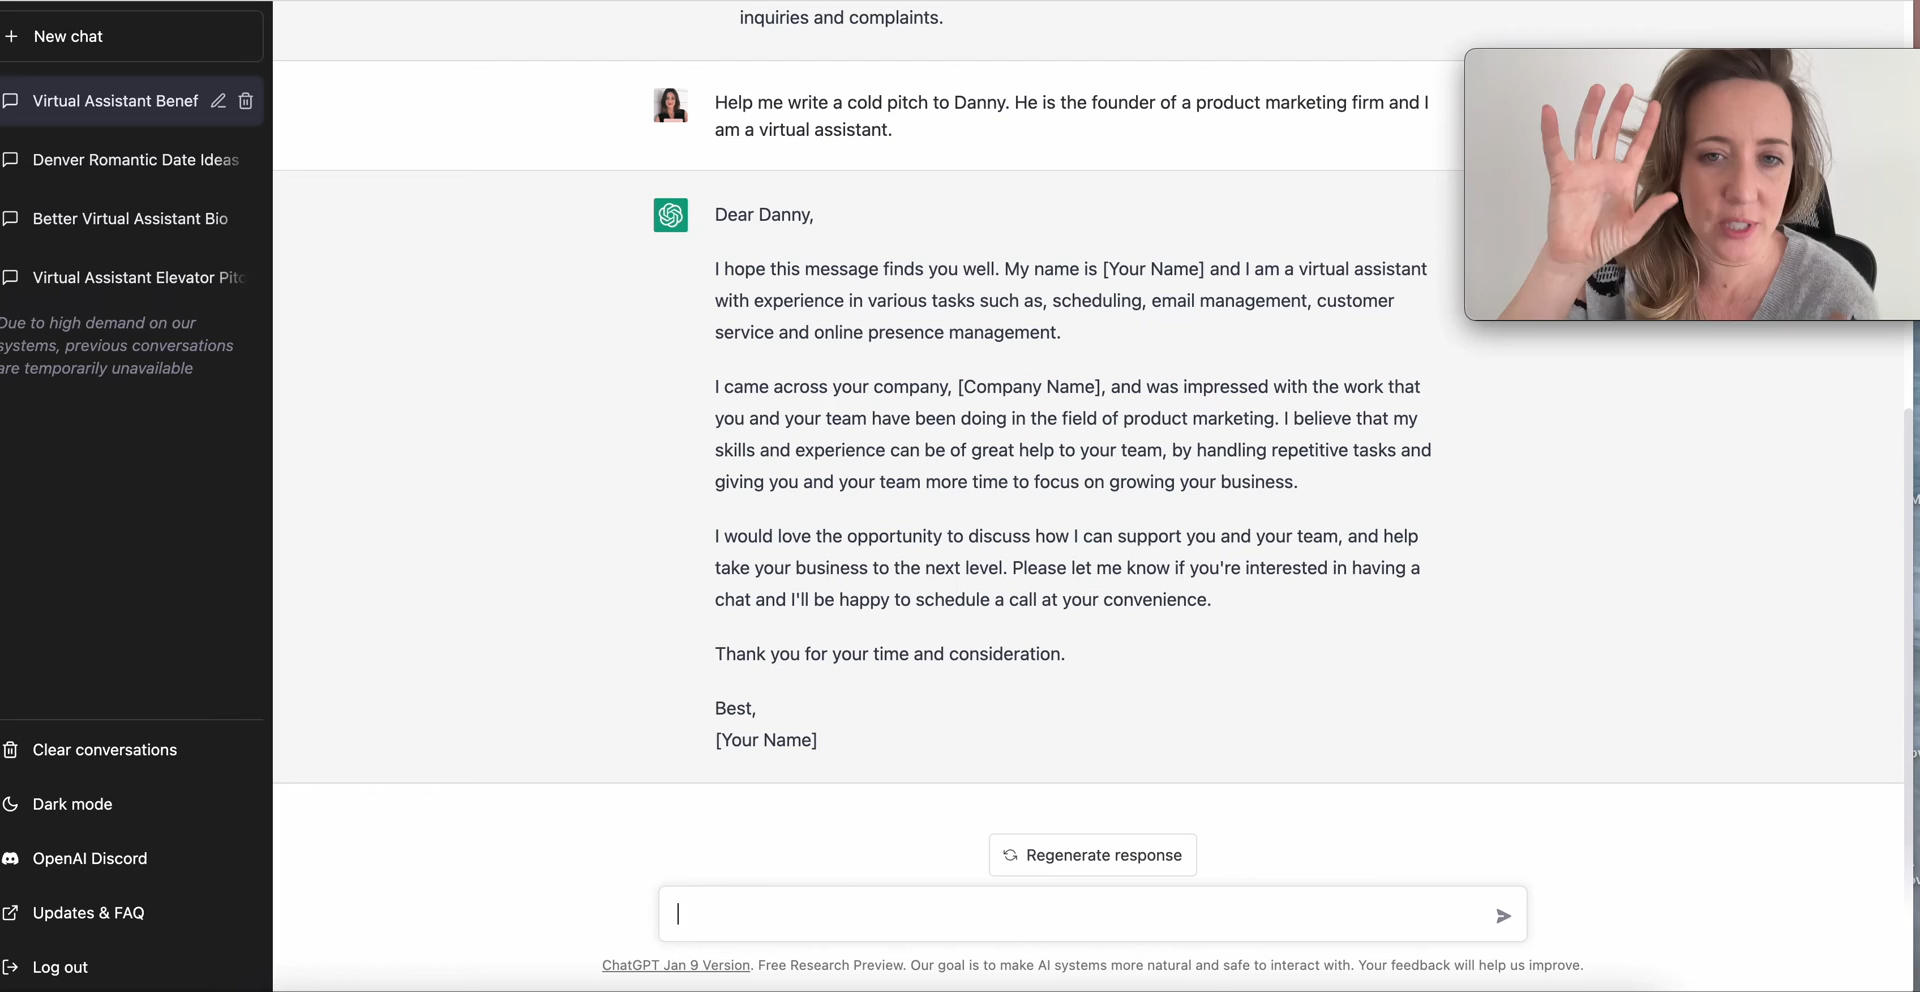 New chat
Virtual Assistant Benef
Denver Romantic Date Ideas
Better Virtual Assistant Bio
Virtual Assistant Elevator Pitc
Due to high demand on our
systems, previous conversations
are temporarily unavailable
Clear conversations
Dark mode
OpenAI Discord
Updates & FAQ
Log out
inquiries and complaints.
Help me write a cold pitch to Danny. He is the founder of a product marketing firm and I
am a virtual assistant.
Dear Danny,
I hope this message finds you well. My name is [Your Name] and I am a virtual assistant
with experience in various tasks such as, scheduling, email management, customer
service and online presence management.
I came across your company, [Company Name], and was impressed with the work that
you and your team have been doing in the field of product marketing. I believe that my
skills and experience can be of great help to your team, by handling repetitive tasks and
giving you and your team more time to focus on growing your business.
I would love the opportunity to discuss how I can support you and your team, and help
take your business to the next level. Please let me know if you're interested in having a
chat and I'll be happy to schedule a call at your convenience.
Thank you for your time and consideration.
Best,
[Your Name]
Regenerate response
ChatGPT Jan 9 Version. Free Research Preview. Our goal is to make AI systems more natural and safe to interact with. Your feedback will help us improve.